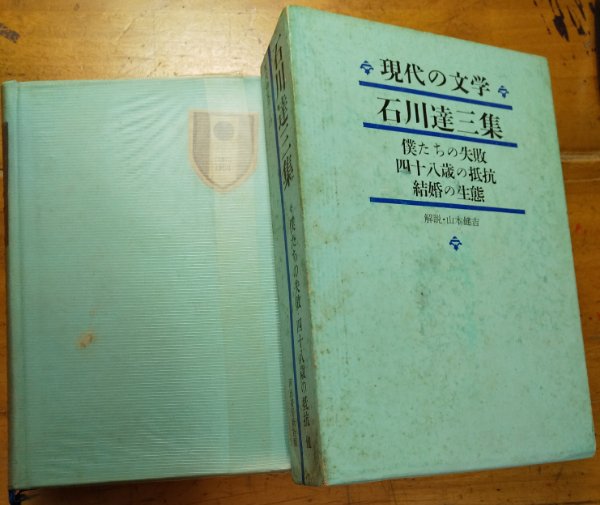 現代の文学
石川達三集
僕たちの失敗
四十八歳の抵抗
結婚の生態
解説・山本健吉
石川達三集
僕たちの失敗・四十八歳の抵抗 他